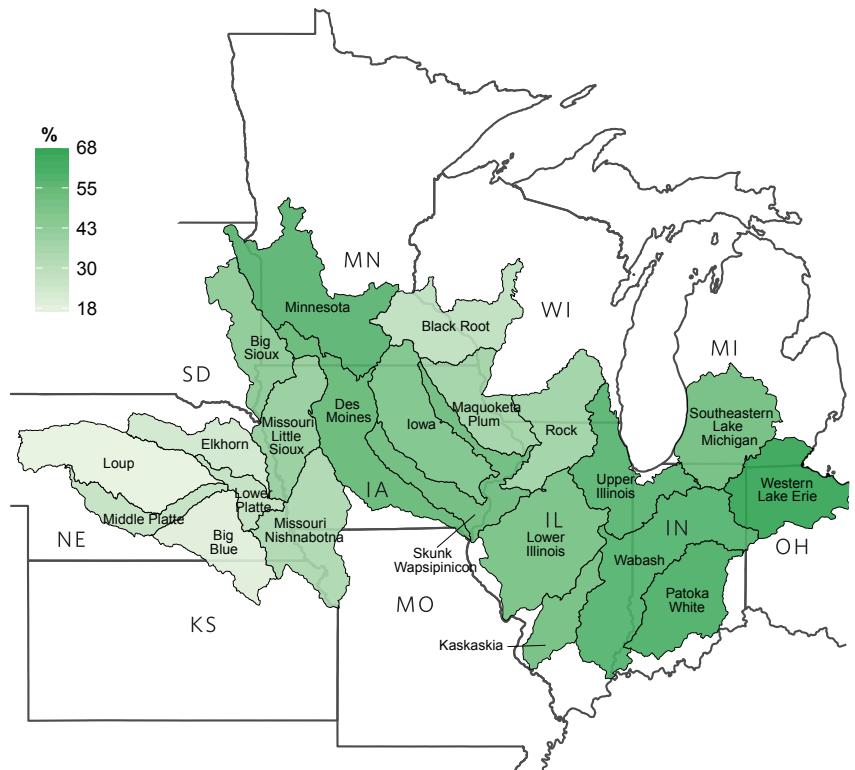 %
68
55
43
30
18
MN
WI
Minnesota
Black Root
Big
Sioux
MI
SD
Des
Moines
Missouri
Little
Sioux
Iowa
Maquoketa
Plum
Rock
Southeastern
Lake
Michigan
Elkhorn
Loup
Lower
Platte
Middle Platte
Big
Blue
Missouri
Nishnabotna
NE
IA
Skunk
Wapsipinicon
IL
Lower
Illinois
Upper
Illinois
IN
Western
Lake Erie
OH
Wabash
Patoka
White
KS
MO
Kaskaskia